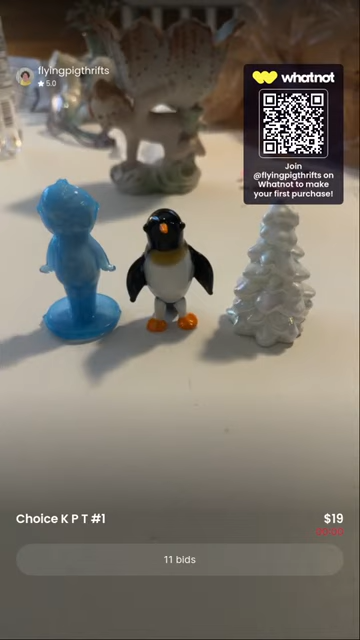 flyingpigthrifts
★5.0
whatnot
Join
@flyingpigthrifts on
Whatnot to make
your first purchase!
Choice K P T #1
$19
11 bids